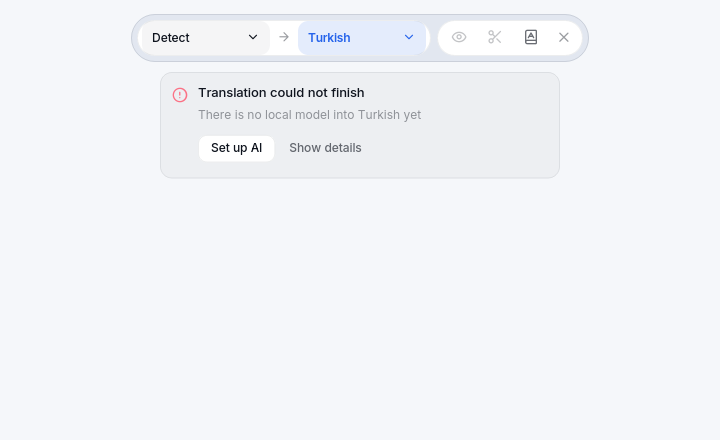 Detect
Turkish
Translation could not finish
There is no local model into Turkish yet
Set up AI
Show details